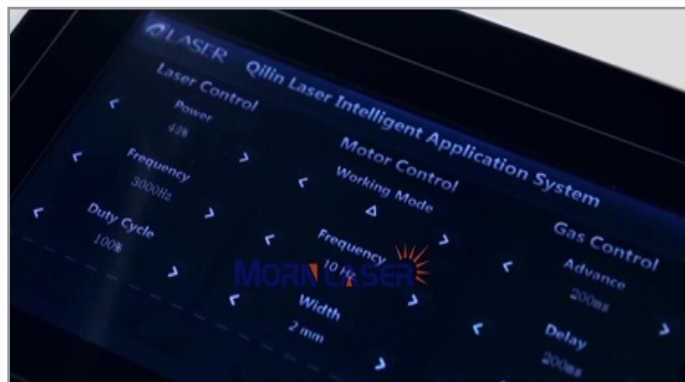 LASER Qilin Laser Intelligent Application System
Laser Control
Power
48%
Frequency
3000Hz
Duty Cycle
100%
Motor Control
Working Mode
Frequency
10 Hz
Width
2 mm
Gas Control
Advance
200ms
Delay
200ms
MORN LASER